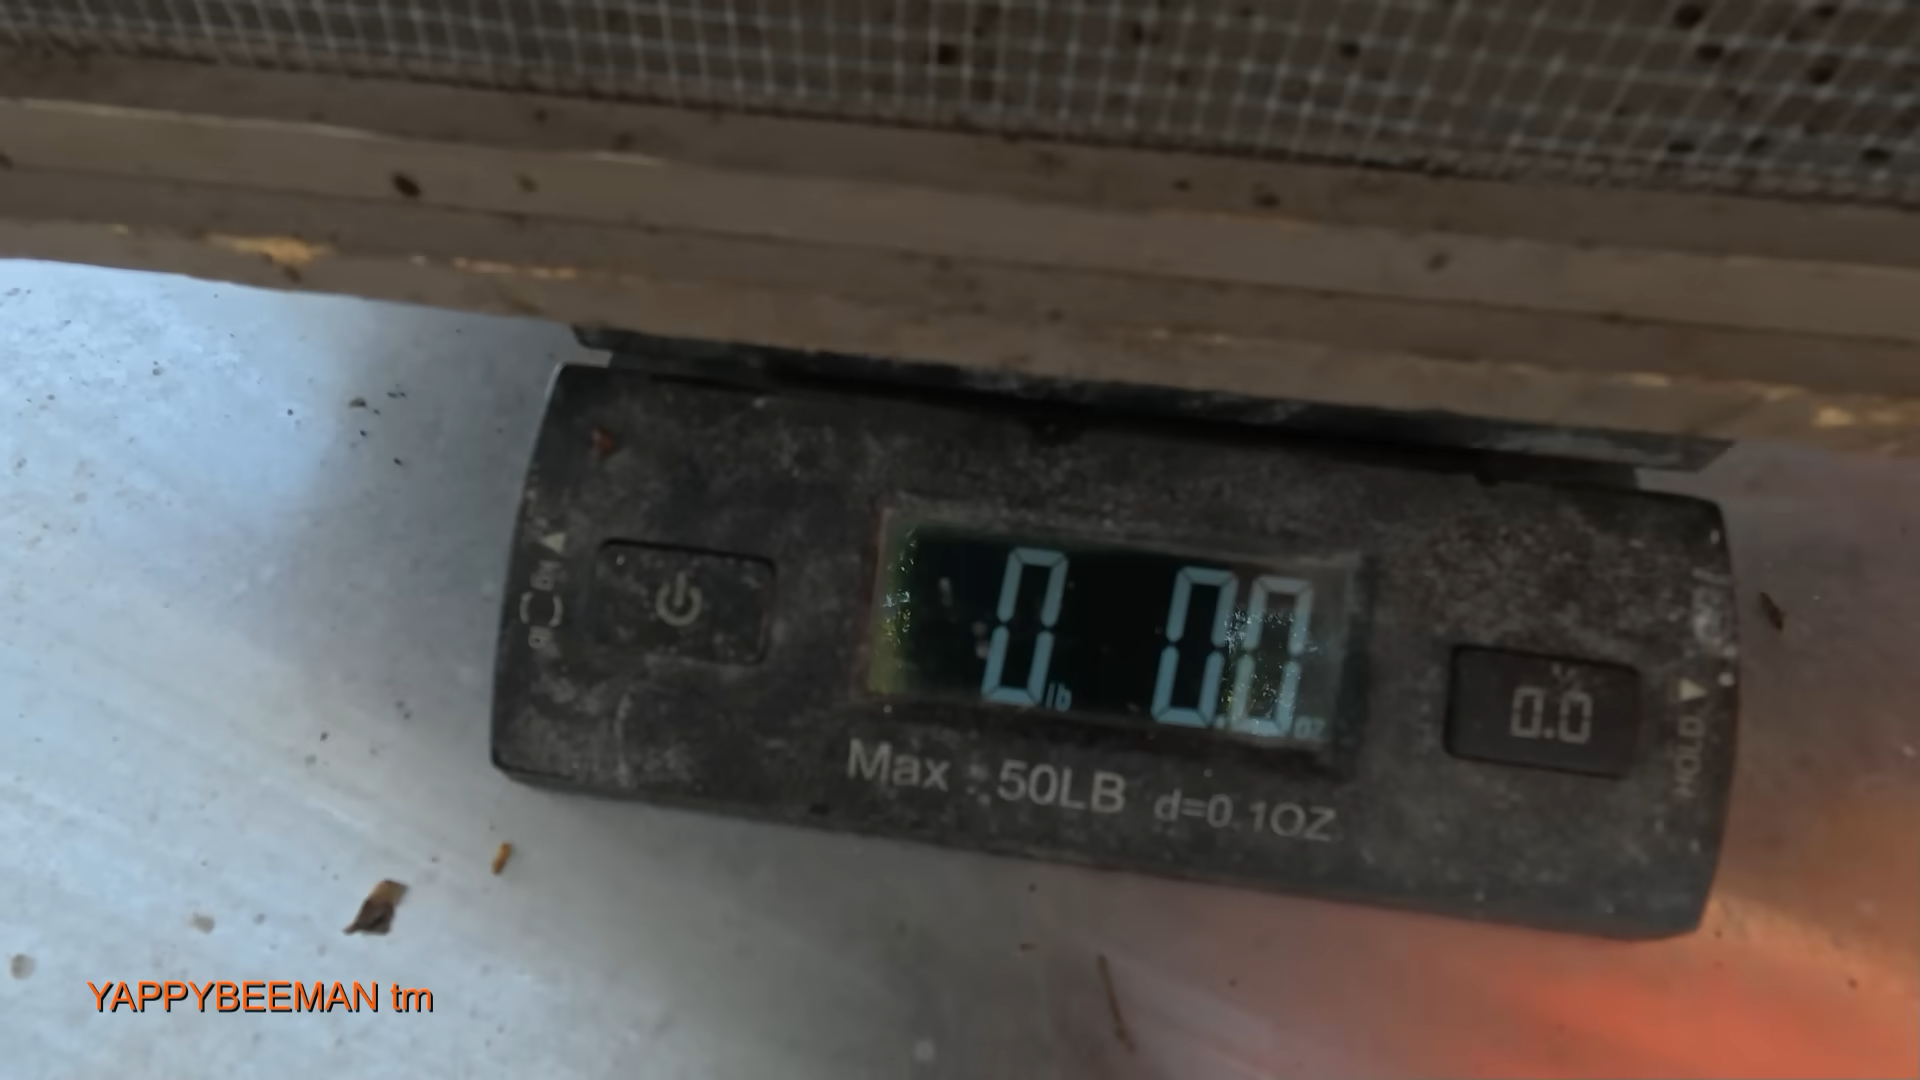 0 lb 0.0 oz
Max : 50LB d=0.1OZ
0.0
HOLD
YAPPYBEEMAN tm